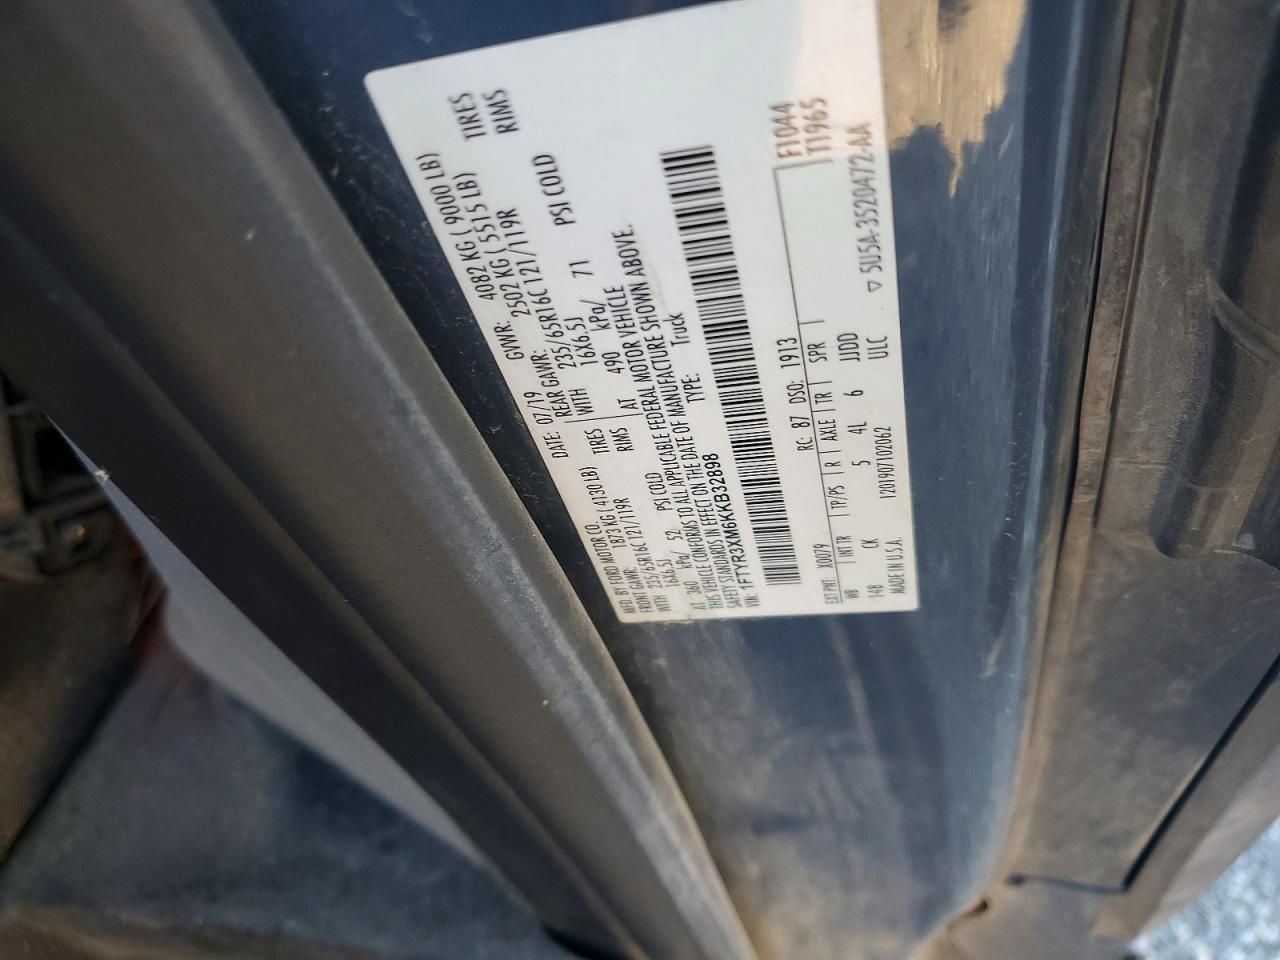 MFD. BY FORD MOTOR CO.
DATE: 07/19 GVWR: 4082 KG ( 9000 LB)
FRONT GAWR: 1873 KG ( 4130 LB) REAR GAWR: 2502 KG ( 5515 LB)
235/65R16C 121/119R TIRES WITH 235/65R16C 121/119R TIRES
WITH 16X6.5J RIMS 16X6.5J RIMS
AT 360 kPa/ 52 PSI COLD AT 490 kPa/ 71 PSI COLD
THIS VEHICLE CONFORMS TO ALL APPLICABLE FEDERAL MOTOR VEHICLE
SAFETY STANDARDS IN EFFECT ON THE DATE OF MANUFACTURE SHOWN ABOVE.
VIN: 1FTYR3XM6KKB32898 TYPE: Truck
F1044
T1965
EXT PNT: X0079 RC: 87 DSO: 1913
WB INTR TP/PS R AXLE TR SPR
148 CK 5 4L 6 JJDD
MADE IN U.S.A. 1201907102062 ULC
▽ 5U5A-3520472-AA